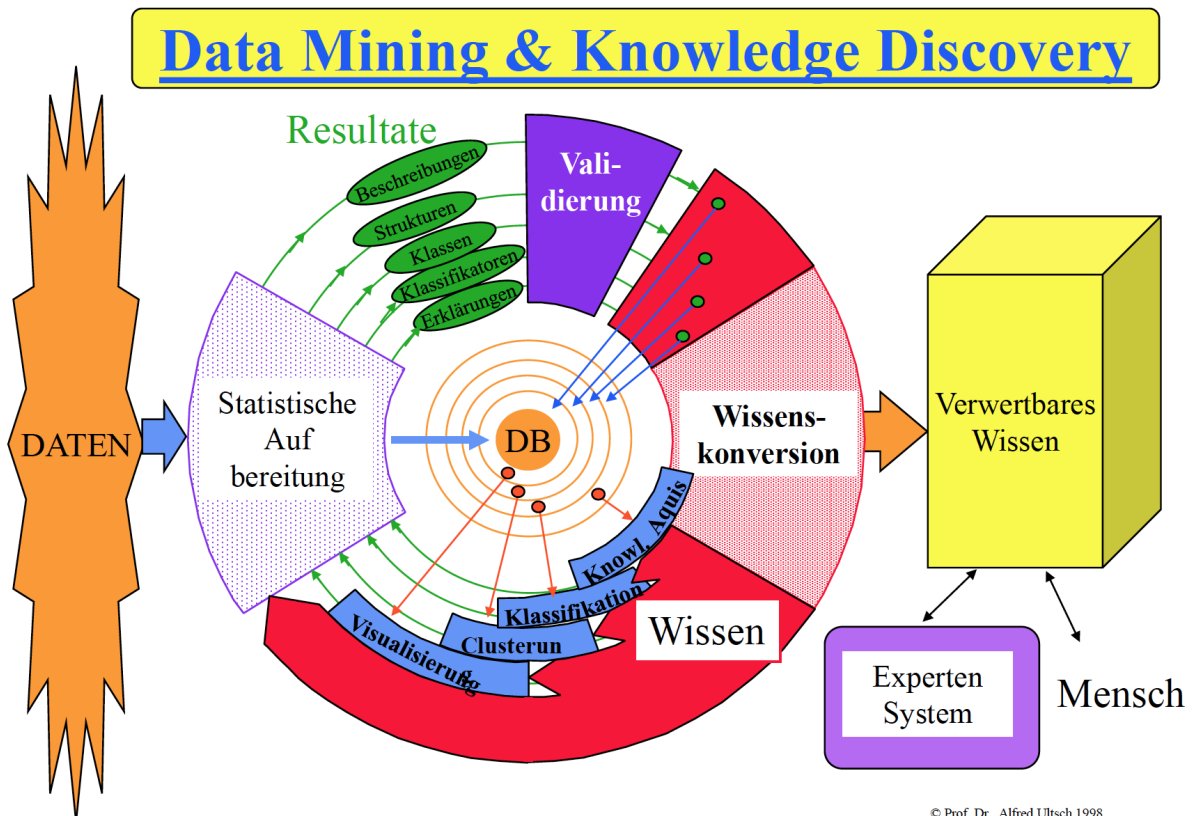 Data Mining & Knowledge Discovery
Resultate
Beschreibungen
Strukturen
Klassen
Klassifikatoren
Erklärungen
Vali-
dierung
DATEN
Statistische
Auf
bereitung
DB
Wissens-
konversion
Verwertbares
Wissen
Knowl. Aquis
Klassifikation
Clusterun
g
Visualisierung
Wissen
Experten
System
Mensch
© Prof. Dr. Alfred Ultsch 1998